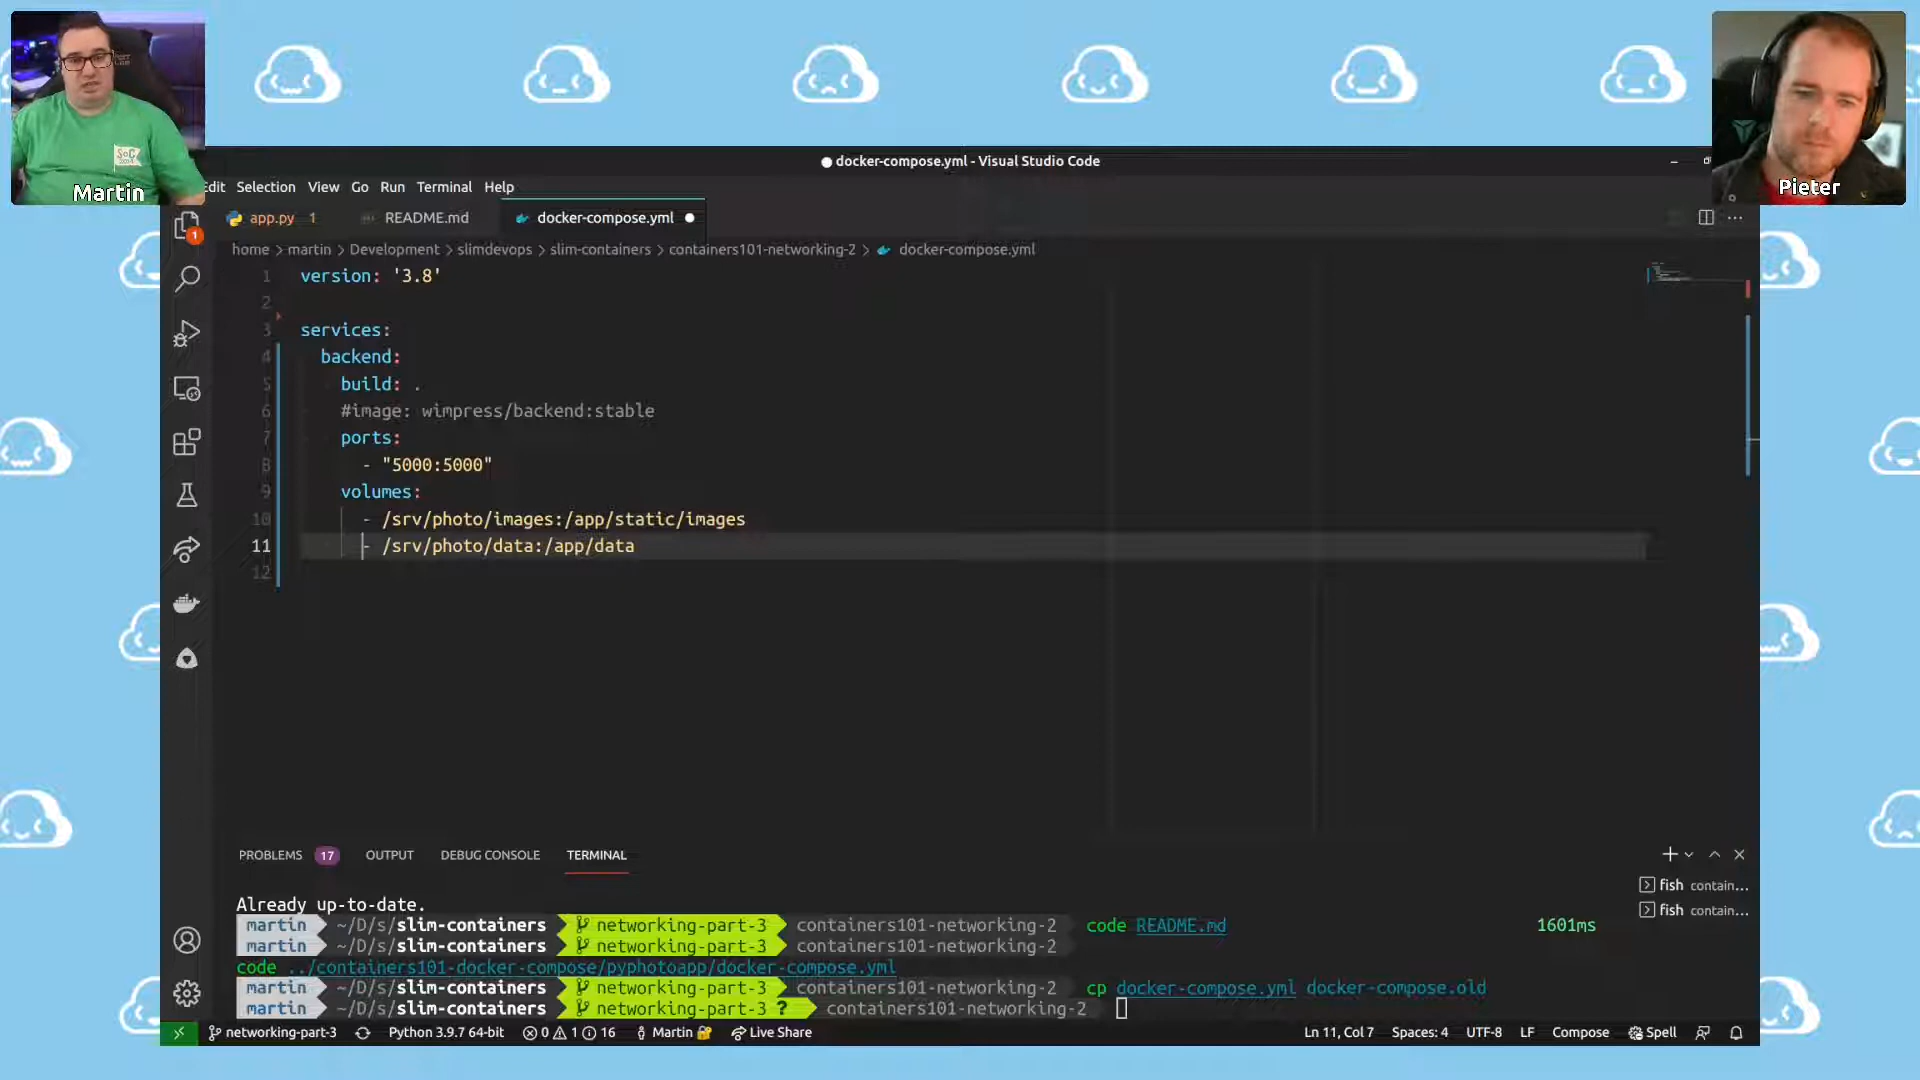 Martin
Pieter
docker-compose.yml - Visual Studio Code
Edit Selection View Go Run Terminal Help
app.py 1 README.md docker-compose.yml
home > martin > Development > slimdevops > slim-containers > containers101-networking-2 > docker-compose.yml
1 version: '3.8'
2
3 services:
4 backend:
5 build: .
6 #image: wimpress/backend:stable
7 ports:
8 - "5000:5000"
9 volumes:
10 - /srv/photo/images:/app/static/images
11 - /srv/photo/data:/app/data
12
1
PROBLEMS 17 OUTPUT DEBUG CONSOLE TERMINAL
fish contain...
fish contain...
Already up-to-date.
martin ~/D/s/slim-containers networking-part-3 containers101-networking-2 code README.md 1601ms
martin ~/D/s/slim-containers networking-part-3 containers101-networking-2
code ../containers101-docker-compose/pyphotoapp/docker-compose.yml
martin ~/D/s/slim-containers networking-part-3 containers101-networking-2 cp docker-compose.yml docker-compose.old
martin ~/D/s/slim-containers networking-part-3 ? containers101-networking-2
networking-part-3 Python 3.9.7 64-bit 0 1 16 Martin Live Share Ln 11, Col 7 Spaces: 4 UTF-8 LF Compose Spell